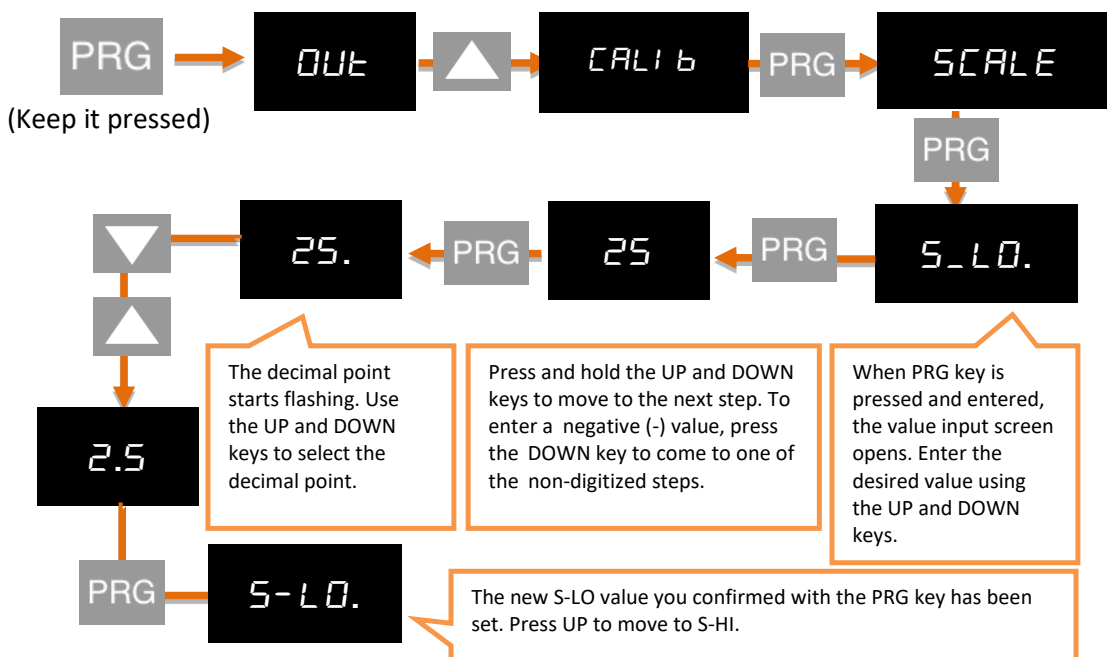 PRG
OUt
CALIb
PRG
SCALE
(Keep it pressed)
PRG
25.
PRG
25
PRG
S_LO.
The decimal point
starts flashing. Use
the UP and DOWN
keys to select the
decimal point.
Press and hold the UP and DOWN
keys to move to the next step. To
enter a negative (-) value, press
the DOWN key to come to one of
the non-digitized steps.
When PRG key is
pressed and entered,
the value input screen
opens. Enter the
desired value using
the UP and DOWN
keys.
2.5
PRG
S-LO.
The new S-LO value you confirmed with the PRG key has been
set. Press UP to move to S-HI.